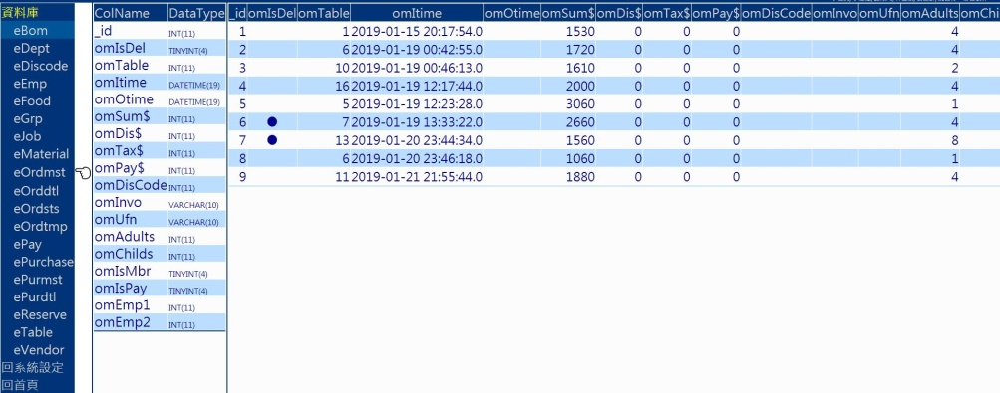 資料庫
eBom
eDept
eDiscode
eEmp
eFood
eGrp
eJob
eMaterial
eOrdmst
eOrddtl
eOrdsts
eOrdtmp
ePay
ePurchase
ePurmst
ePurdtl
eReserve
eTable
eVendor
回系統設定
回首頁
ColName DataType
_id INT(11)
omIsDel TINYINT(4)
omTable INT(11)
omItime DATETIME(19)
omOtime DATETIME(19)
omSum$ INT(11)
omDis$ INT(11)
omTax$ INT(11)
omPay$ INT(11)
omDisCode INT(11)
omInvo VARCHAR(10)
omUfn VARCHAR(10)
omAdults INT(11)
omChilds INT(11)
omIsMbr TINYINT(4)
omIsPay TINYINT(4)
omEmp1 INT(11)
omEmp2 INT(11)
_id omIsDel omTable omItime omOtime omSum$ omDis$ omTax$ omPay$ omDisCode omInvo omUfn omAdults omChi
1 1 2019-01-15 20:17:54.0 1530 0 0 0 4
2 6 2019-01-19 00:42:55.0 1720 0 0 0 4
3 10 2019-01-19 00:46:13.0 1610 0 0 0 2
4 16 2019-01-19 12:17:44.0 2000 0 0 0 4
5 5 2019-01-19 12:23:28.0 3060 0 0 0 1
6 ● 7 2019-01-19 13:33:22.0 2660 0 0 0 4
7 ● 13 2019-01-20 23:44:34.0 1560 0 0 0 8
8 6 2019-01-20 23:46:18.0 1060 0 0 0 1
9 11 2019-01-21 21:55:44.0 1880 0 0 0 4